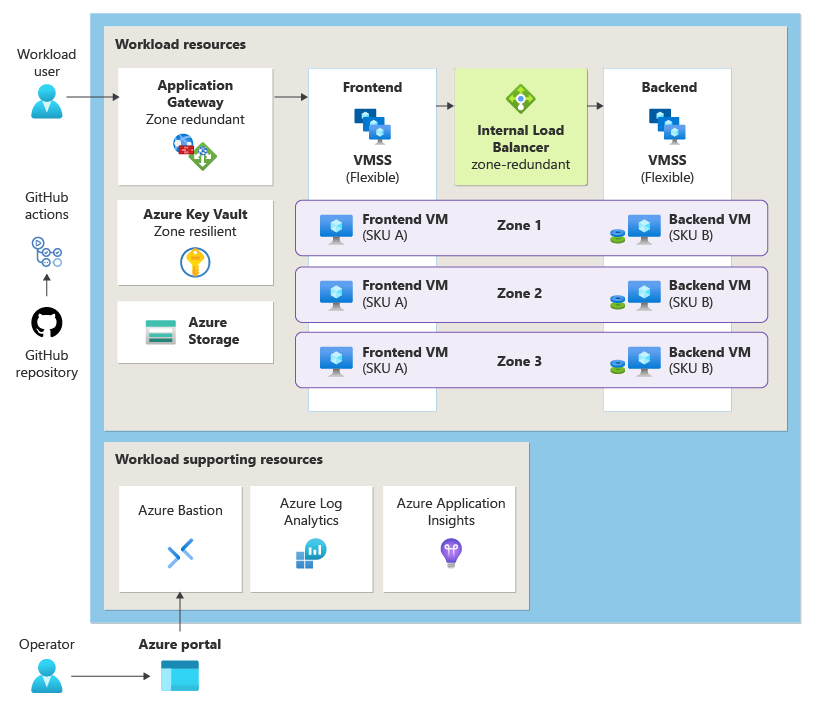 Workload resources
Workload
user
Application
Gateway
Zone redundant
Frontend
VMSS
(Flexible)
Internal Load
Balancer
zone-redundant
Backend
VMSS
(Flexible)
GitHub
actions
GitHub
repository
Azure Key Vault
Zone resilient
Azure
Storage
Frontend VM
(SKU A)
Zone 1
Backend VM
(SKU B)
Frontend VM
(SKU A)
Zone 2
Backend VM
(SKU B)
Frontend VM
(SKU A)
Zone 3
Backend VM
(SKU B)
Workload supporting resources
Azure Bastion
Azure Log
Analytics
Azure Application
Insights
Operator
Azure portal